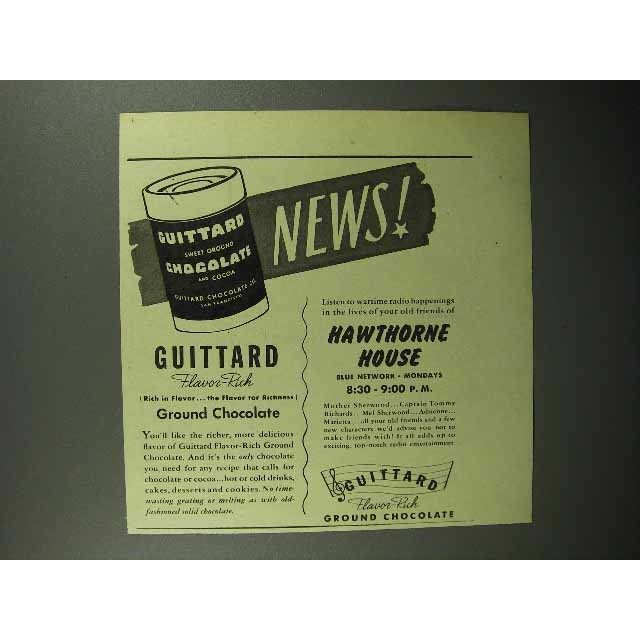 GUITTARD
SWEET GROUND
CHOCOLATE
AND COCOA
GUITTARD CHOCOLATE CO.
SAN FRANCISCO
NEWS!
GUITTARD
Flavor-Rich
(Rich in Flavor... the Flavor for Richness)
Ground Chocolate
You'll like the richer, more delicious
flavor of Guittard Flavor-Rich Ground
Chocolate. And it's the only chocolate
you need for any recipe that calls for
chocolate or cocoa...hot or cold drinks,
cakes, desserts and cookies. No time-
wasting grating or melting as with old-
fashioned solid chocolate.
Listen to wartime radio happenings
in the lives of your old friends of
HAWTHORNE
HOUSE
BLUE NETWORK - MONDAYS
8:30 - 9:00 P. M.
Mother Sherwood...Captain Tommy
Richards...Mel Sherwood...Adrienne...
Marietta...all your old friends and a few
new characters we'd advise you not to
make friends with! It all adds up to
exciting, top-notch radio entertainment.
GUITTARD
Flavor-Rich
GROUND CHOCOLATE